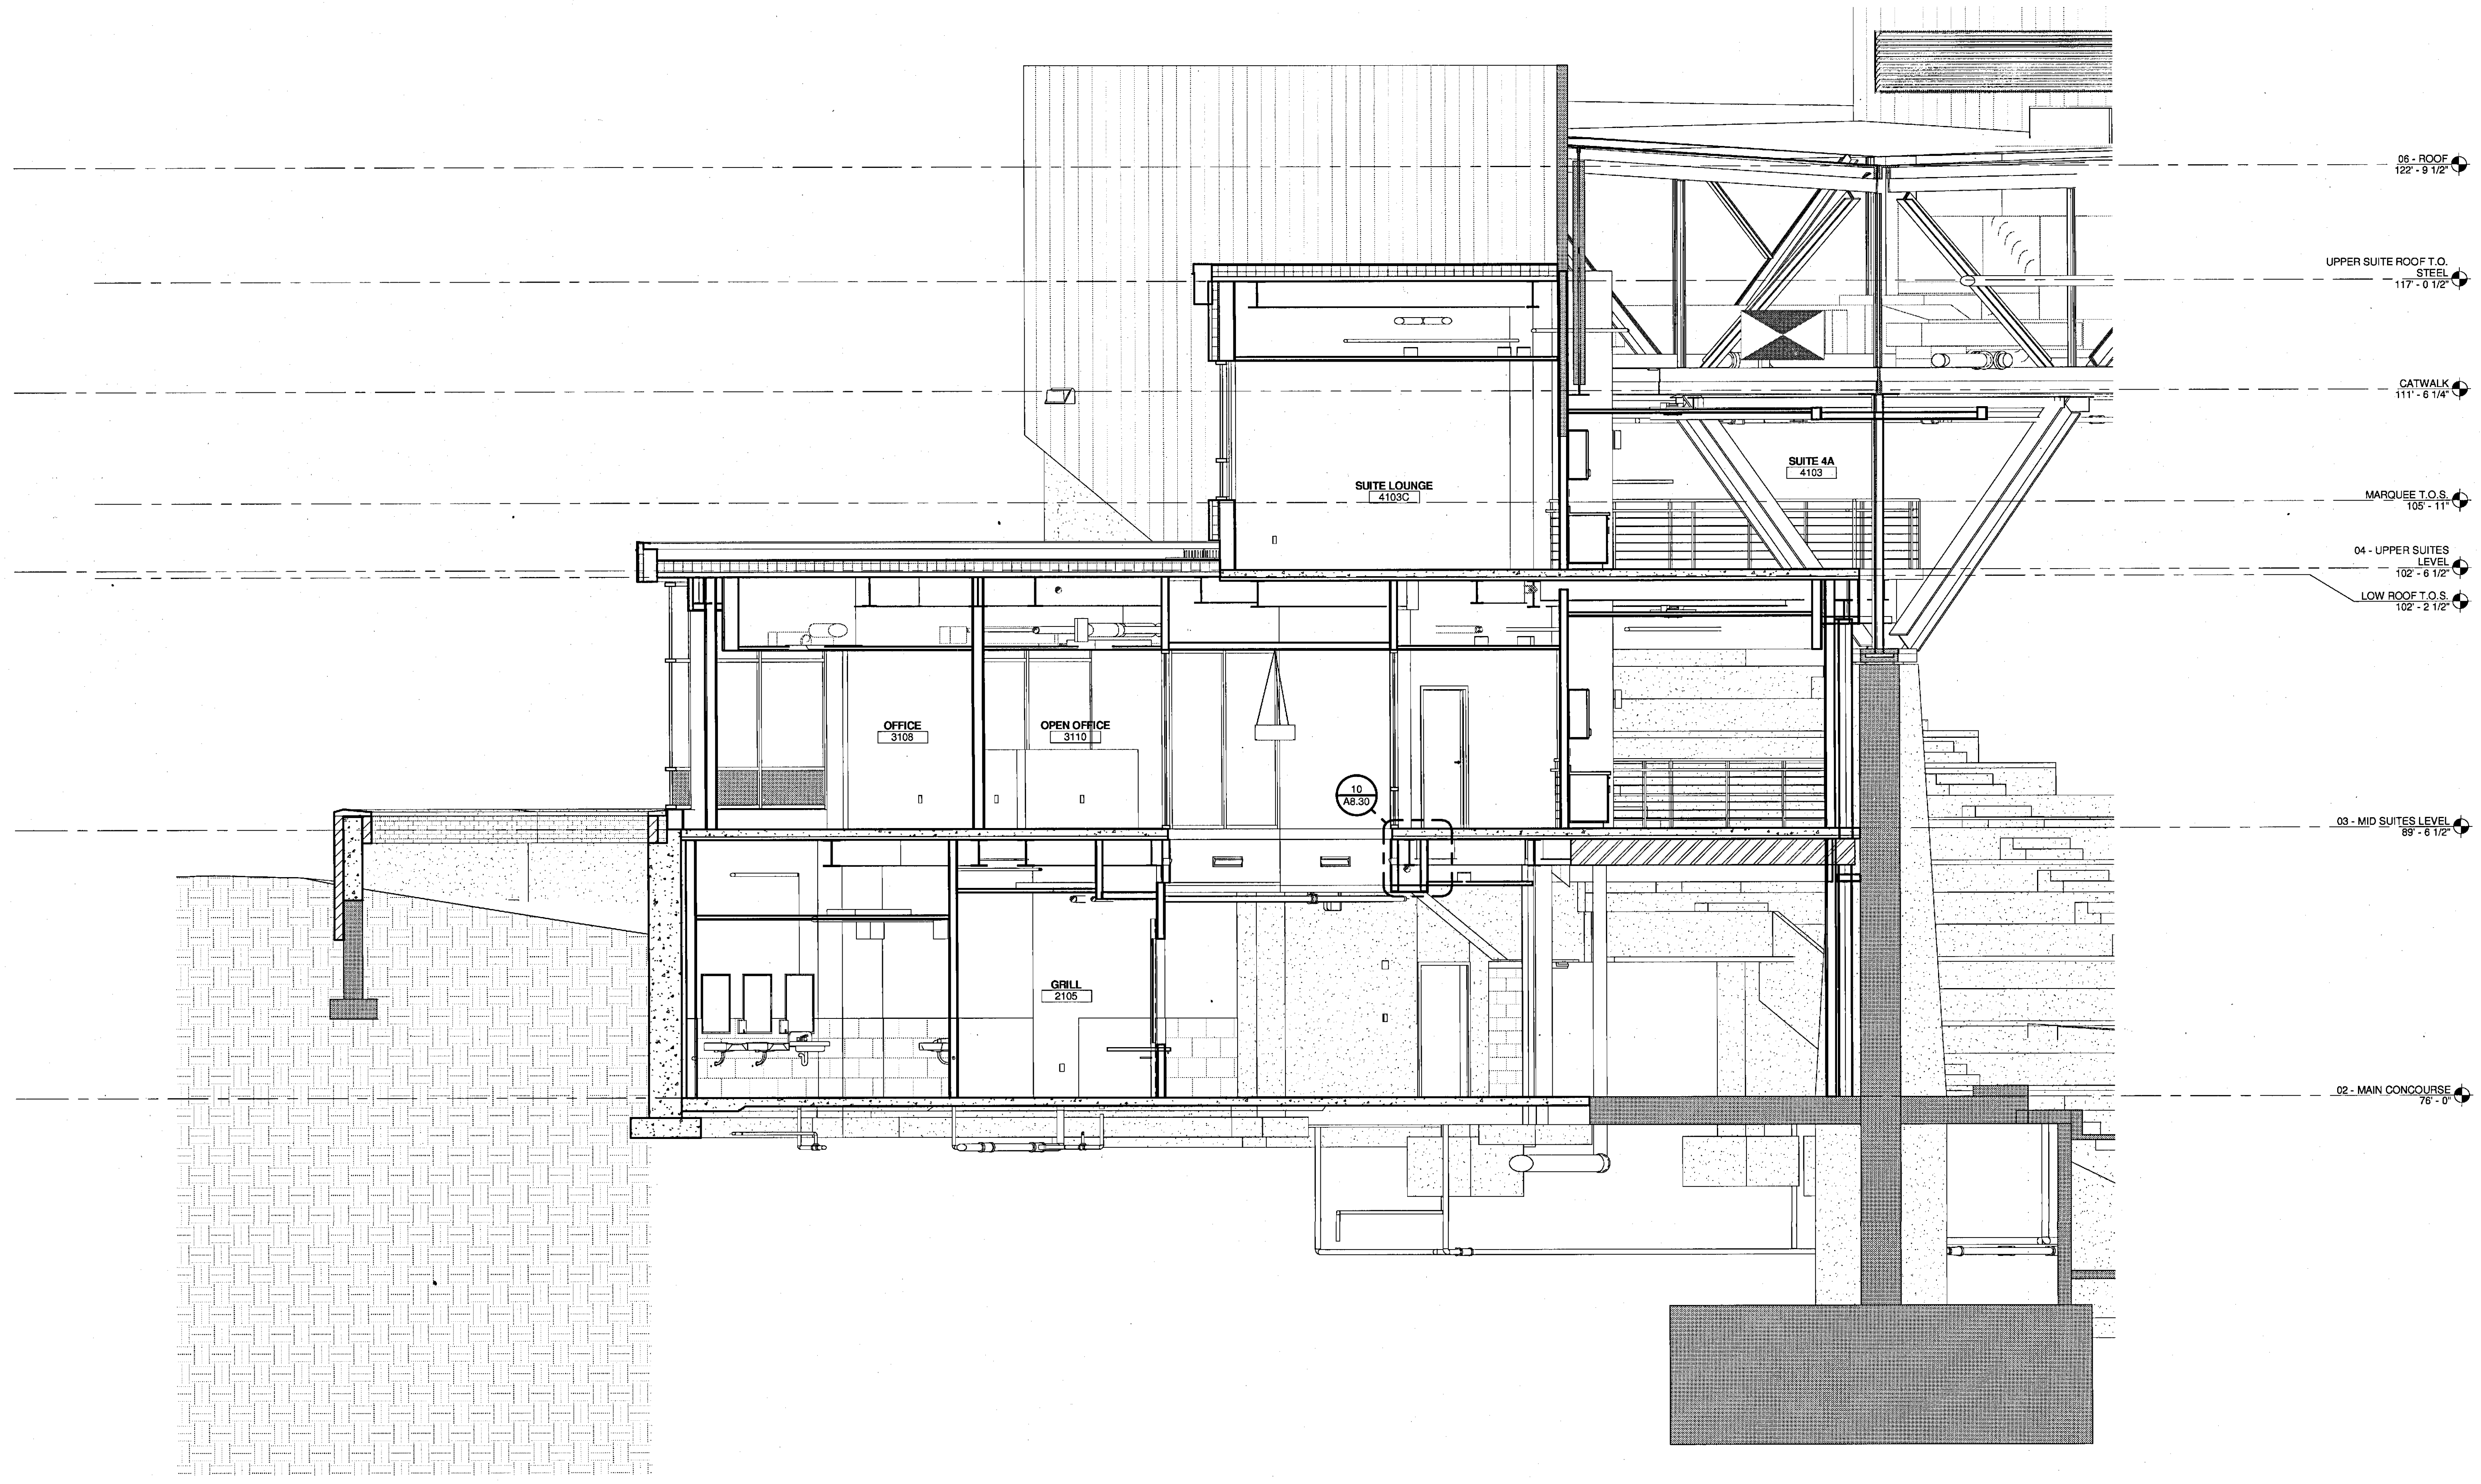 06 - ROOF
122' - 9 1/2"
UPPER SUITE ROOF T.O.
STEEL
117' - 0 1/2"
CATWALK
111' - 6 1/4"
SUITE 4A
4103
SUITE LOUNGE
4103C
MARQUEE T.O.S.
105' - 11"
04 - UPPER SUITES
LEVEL
102' - 6 1/2"
LOW ROOF T.O.S.
102' - 2 1/2"
OFFICE
3108
OPEN OFFICE
3110
10
A8.30
03 - MID SUITES LEVEL
89' - 6 1/2"
GRILL
2105
02 - MAIN CONCOURSE
76' - 0"